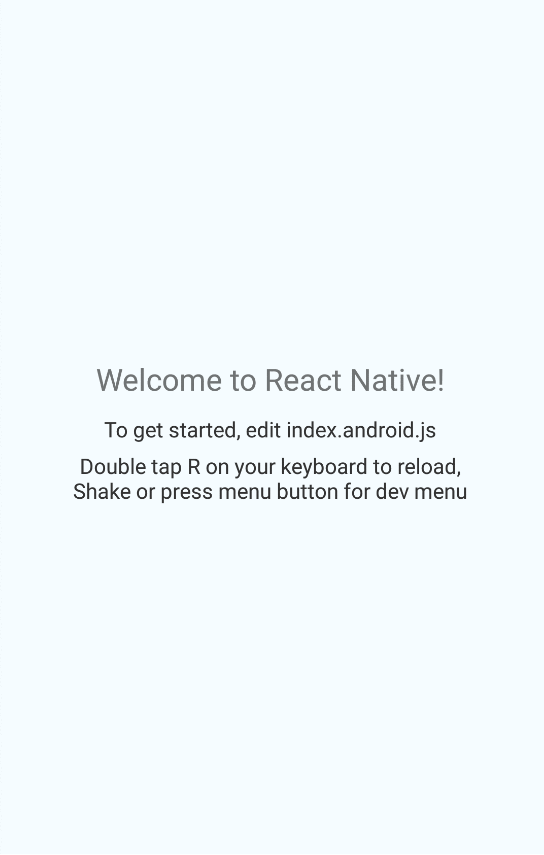 Welcome to React Native!
To get started, edit index.android.js
Double tap R on your keyboard to reload,
Shake or press menu button for dev menu